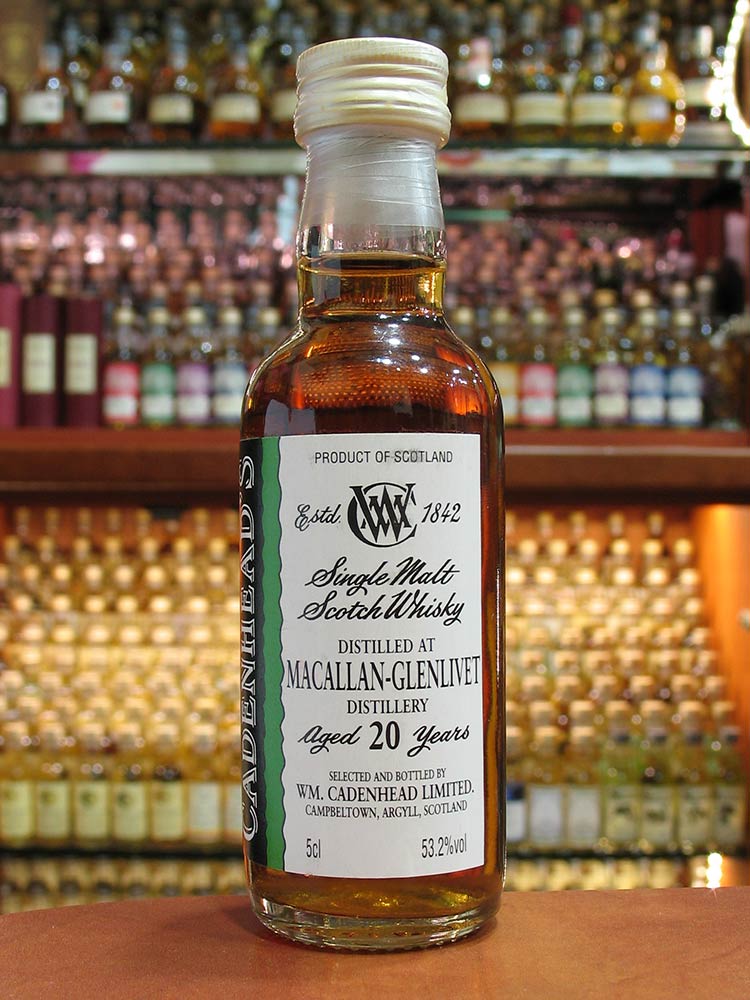 PRODUCT OF SCOTLAND
Estd. WC 1842
Single Malt
Scotch Whisky
DISTILLED AT
MACALLAN-GLENLIVET
DISTILLERY
Aged 20 Years
SELECTED AND BOTTLED BY
WM. CADENHEAD LIMITED.
CAMPBELTOWN, ARGYLL, SCOTLAND
5cl 53.2%vol
CADENHEAD'S